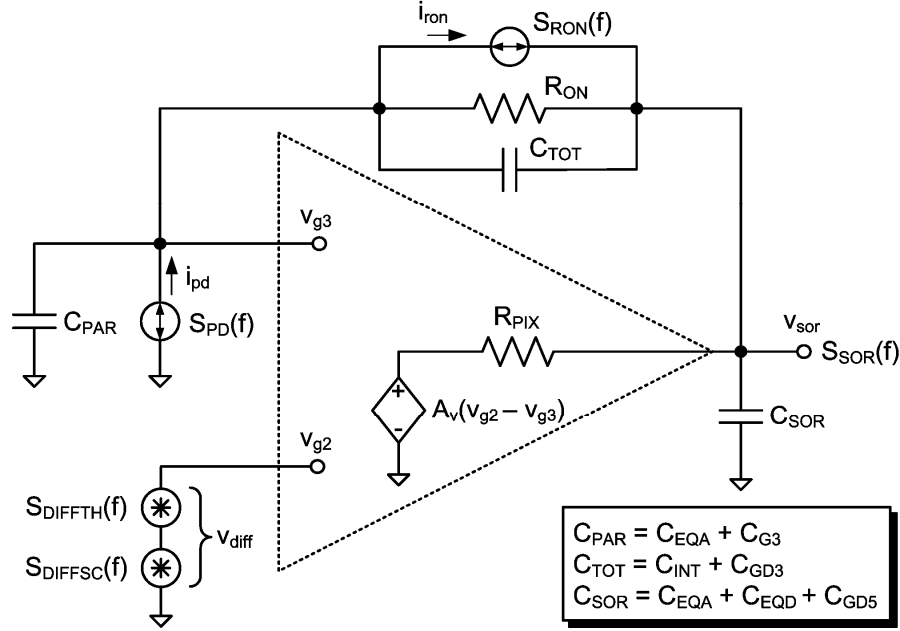 i_ron
S_RON(f)
R_ON
C_TOT
v_g3
i_pd
C_PAR
S_PD(f)
R_PIX
v_sor
S_SOR(f)
+
-
A_v(v_g2 – v_g3)
C_SOR
v_g2
S_DIFFTH(f)
v_diff
S_DIFFSC(f)
C_PAR = C_EQA + C_G3
C_TOT = C_INT + C_GD3
C_SOR = C_EQA + C_EQD + C_GD5